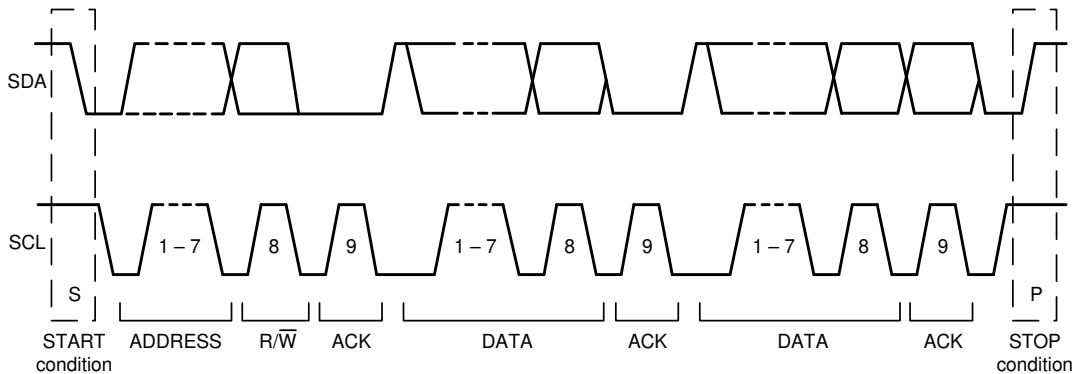 SDA
SCL
1 – 7
8
9
1 – 7
8
9
1 – 7
8
9
S
P
START
condition
ADDRESS
R/W̅
ACK
DATA
ACK
DATA
ACK
STOP
condition